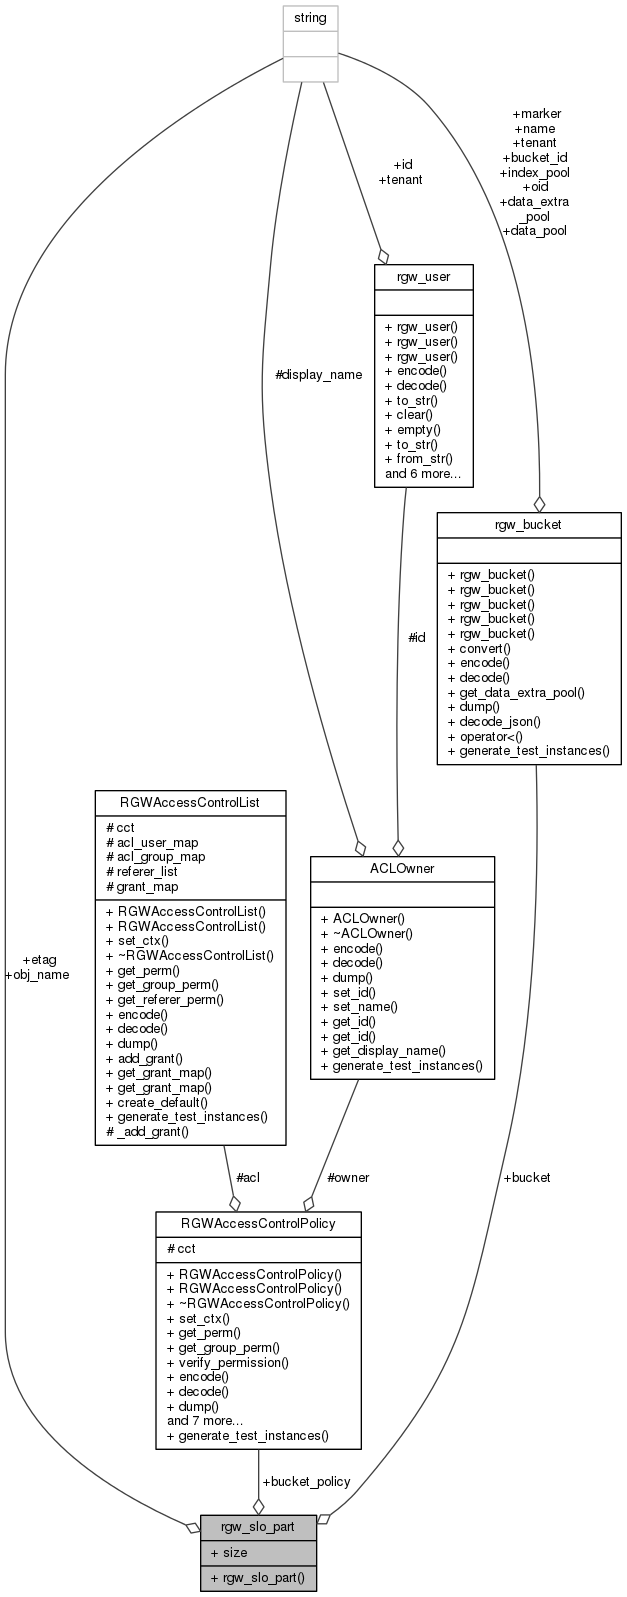 string
+marker
+name
+tenant
+bucket_id
+index_pool
+oid
+data_extra
_pool
+data_pool
+id
+tenant
rgw_user
+ rgw_user()
+ rgw_user()
+ rgw_user()
+ encode()
+ decode()
+ to_str()
+ clear()
+ empty()
+ to_str()
+ from_str()
and 6 more...
#display_name
rgw_bucket
+ rgw_bucket()
+ rgw_bucket()
+ rgw_bucket()
+ rgw_bucket()
+ rgw_bucket()
+ convert()
+ encode()
+ decode()
+ get_data_extra_pool()
+ dump()
+ decode_json()
+ operator<()
+ generate_test_instances()
#id
RGWAccessControlList
# cct
# acl_user_map
# acl_group_map
# referer_list
# grant_map
+ RGWAccessControlList()
+ RGWAccessControlList()
+ set_ctx()
+ ~RGWAccessControlList()
+ get_perm()
+ get_group_perm()
+ get_referer_perm()
+ encode()
+ decode()
+ dump()
+ add_grant()
+ get_grant_map()
+ get_grant_map()
+ create_default()
+ generate_test_instances()
# _add_grant()
ACLOwner
+ ACLOwner()
+ ~ACLOwner()
+ encode()
+ decode()
+ dump()
+ set_id()
+ set_name()
+ get_id()
+ get_id()
+ get_display_name()
+ generate_test_instances()
+etag
+obj_name
#acl
#owner
+bucket
RGWAccessControlPolicy
# cct
+ RGWAccessControlPolicy()
+ RGWAccessControlPolicy()
+ ~RGWAccessControlPolicy()
+ set_ctx()
+ get_perm()
+ get_group_perm()
+ verify_permission()
+ encode()
+ decode()
+ dump()
and 7 more...
+ generate_test_instances()
+bucket_policy
rgw_slo_part
+ size
+ rgw_slo_part()